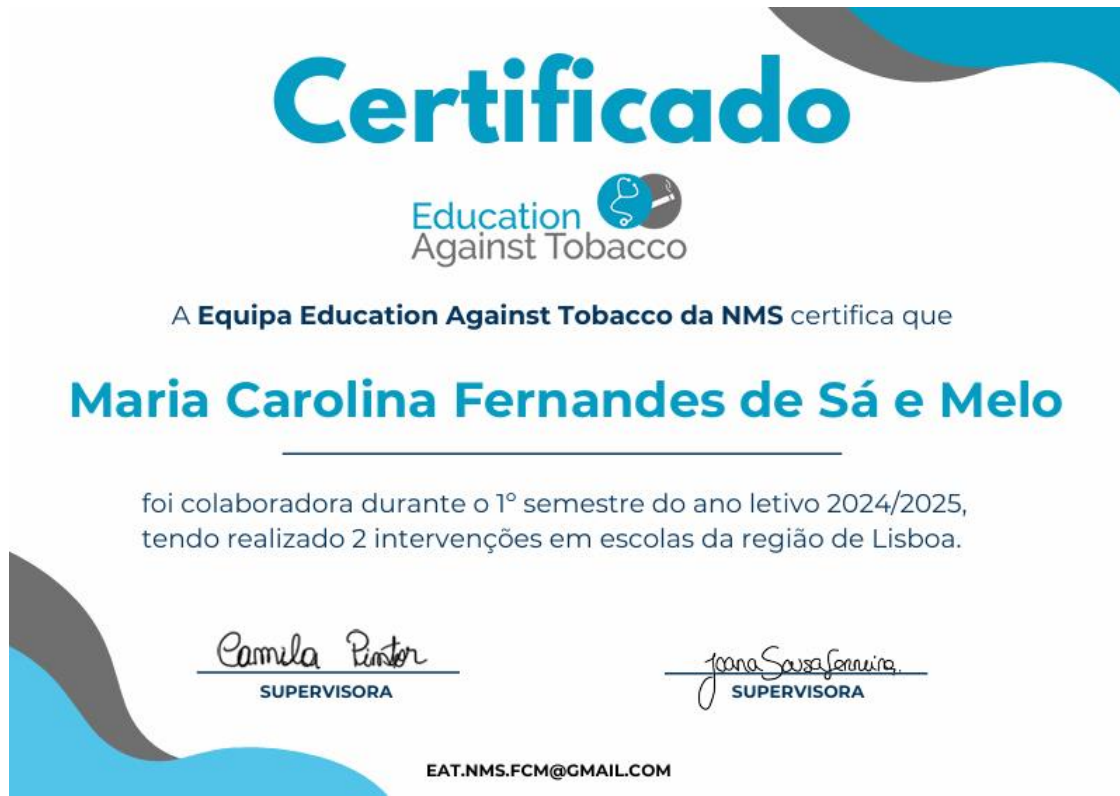 Certificado
Education
Against Tobacco
A Equipa Education Against Tobacco da NMS certifica que
Maria Carolina Fernandes de Sá e Melo
foi colaboradora durante o 1º semestre do ano letivo 2024/2025,
tendo realizado 2 intervenções em escolas da região de Lisboa.
Camila Pintor
Joana Sousa Ferreira
SUPERVISORA
SUPERVISORA
EAT.NMS.FCM@GMAIL.COM